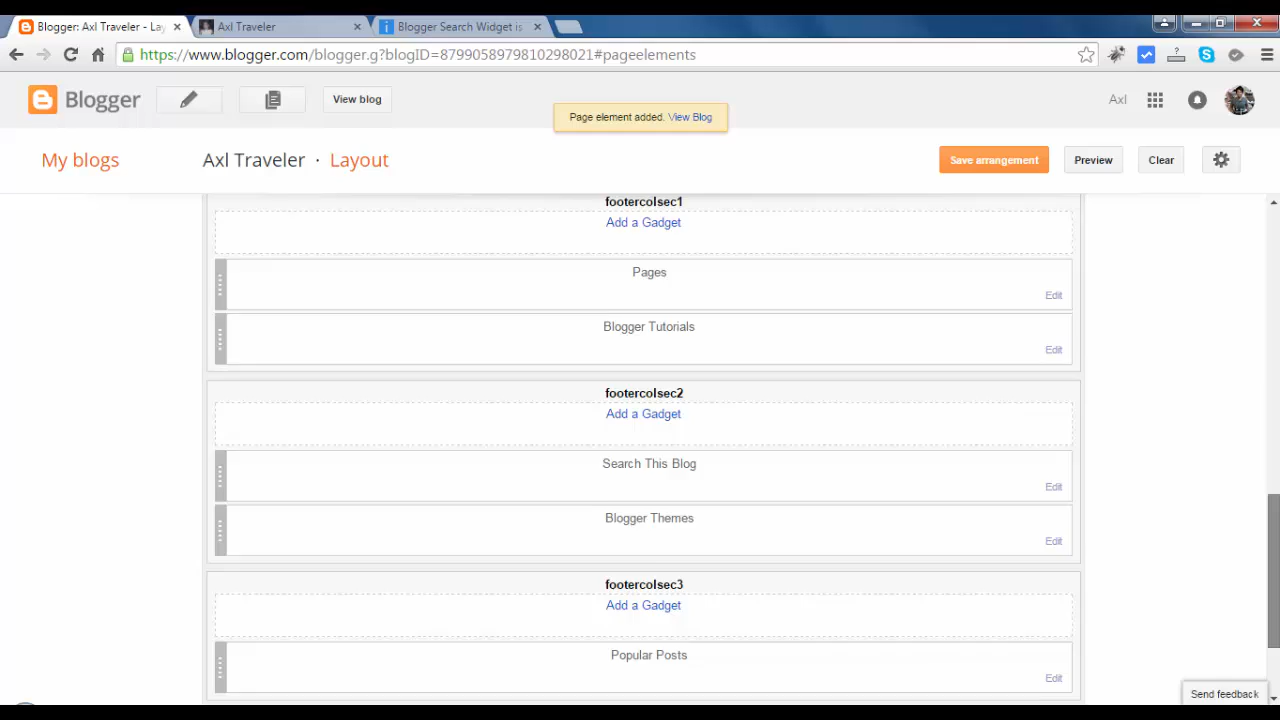 Blogger: Axl Traveler - Lay
Axl Traveler
Blogger Search Widget is
https://www.blogger.com/blogger.g?blogID=8799058979810298021#pageelements
Blogger
View blog
Page element added. View Blog
Axl
My blogs
Axl Traveler · Layout
Save arrangement
Preview
Clear
footercolsec1
Add a Gadget
Pages
Edit
Blogger Tutorials
Edit
footercolsec2
Add a Gadget
Search This Blog
Edit
Blogger Themes
Edit
footercolsec3
Add a Gadget
Popular Posts
Edit
Send feedback